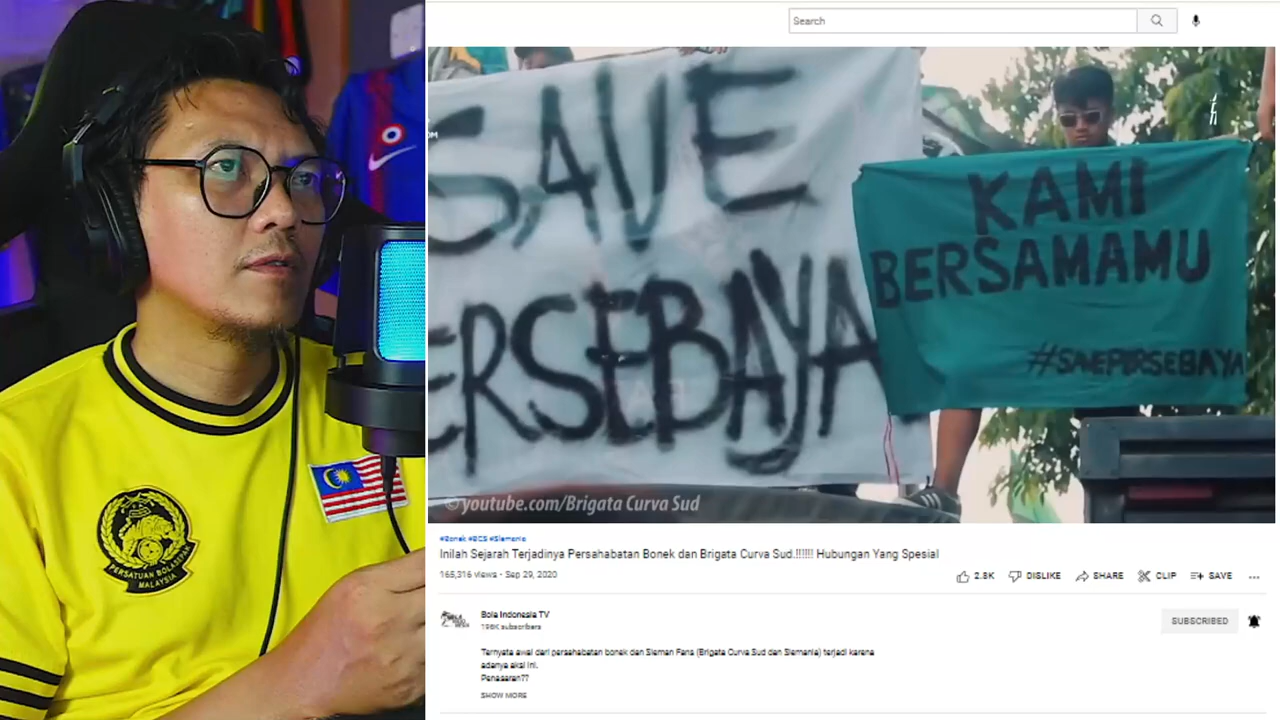 Search
SAVE
ERSEBAYA
KAMI
BERSAMAMU
#SAVEPERSEBAYA
© youtube.com/Brigata Curva Sud
PERSATUAN BOLASEPAK
MALAYSIA
#Bonek #BCS #Slemania
Inilah Sejarah Terjadinya Persahabatan Bonek dan Brigata Curva Sud.!!!!!! Hubungan Yang Spesial
165,316 views • Sep 29, 2020
2.8K DISLIKE SHARE CLIP SAVE ...
Bola Indonesia TV
196K subscribers
SUBSCRIBED
Ternyata awal dari persahabatan bonek dan Sleman Fans (Brigata Curva Sud dan Slemania) terjadi karena
adanya aksi ini.
Penasaran??
SHOW MORE